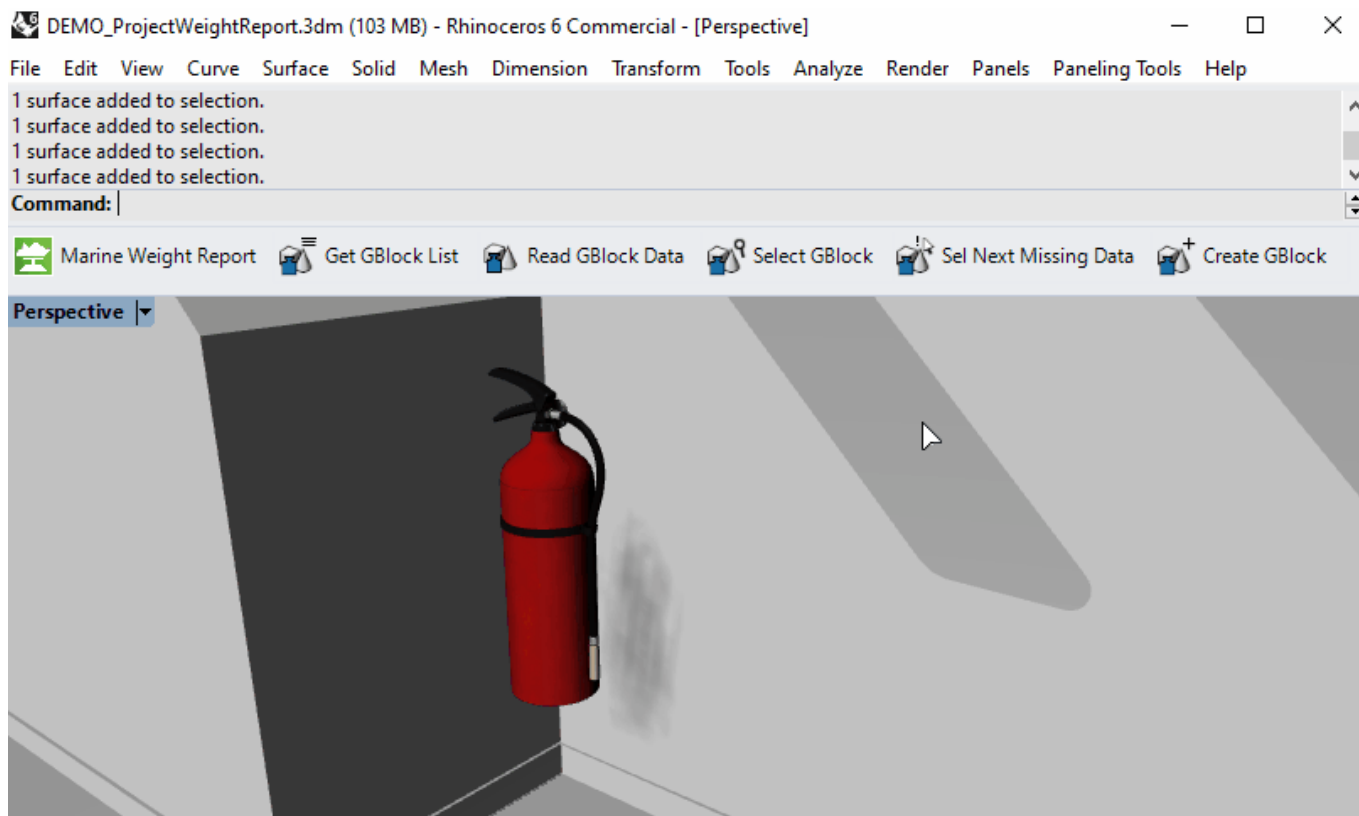 DEMO_ProjectWeightReport.3dm (103 MB) - Rhinoceros 6 Commercial - [Perspective]
File Edit View Curve Surface Solid Mesh Dimension Transform Tools Analyze Render Panels Paneling Tools Help
1 surface added to selection.
1 surface added to selection.
1 surface added to selection.
1 surface added to selection.
Command:
Marine Weight Report Get GBlock List Read GBlock Data Select GBlock Sel Next Missing Data Create GBlock
Perspective